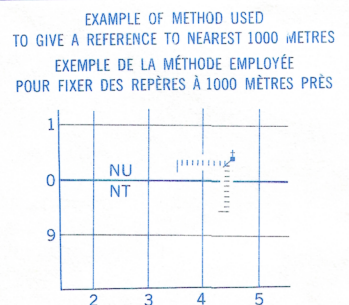 EXAMPLE OF METHOD USED
TO GIVE A REFERENCE TO NEAREST 1000 METRES
EXEMPLE DE LA MÉTHODE EMPLOYÉE
POUR FIXER DES REPÈRES À 1000 MÈTRES PRÈS
1
NU
0
NT
9
2 3 4 5